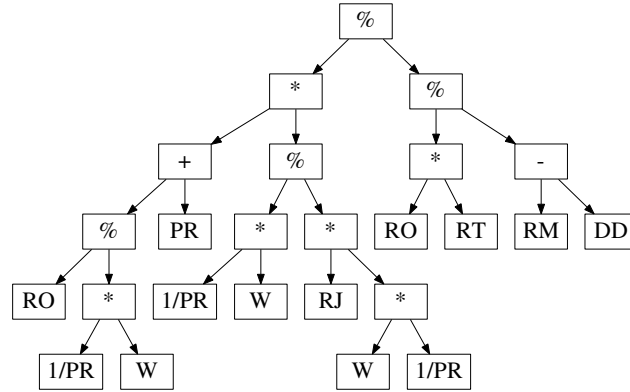 %
* %
+ % * -
% PR * * RO RT RM DD
RO * 1/PR W RJ *
1/PR W W 1/PR